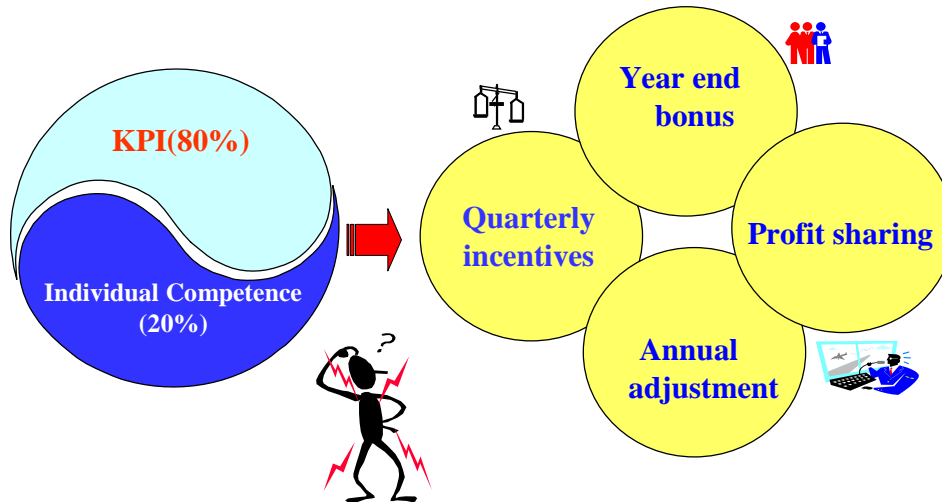 KPI(80%)
Individual Competence
(20%)
?
Quarterly
incentives
Year end
bonus
Profit sharing
Annual
adjustment